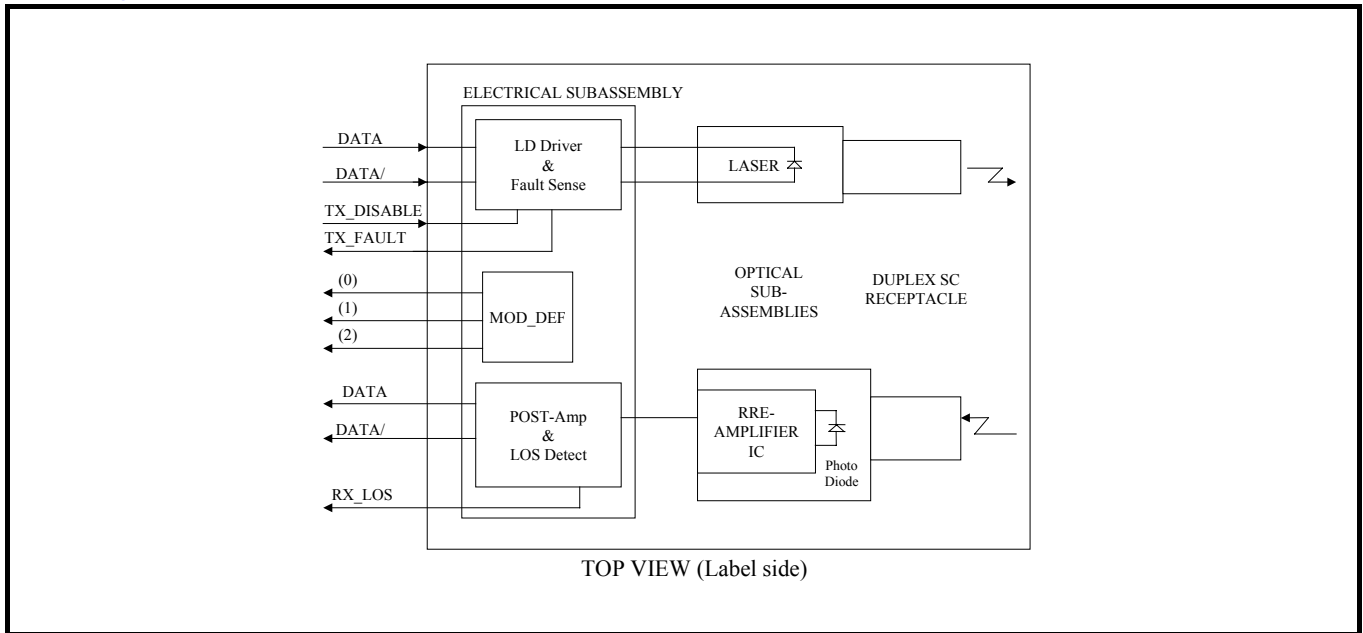 ELECTRICAL SUBASSEMBLY
DATA
DATA/
TX_DISABLE
TX_FAULT
LD Driver
&
Fault Sense
LASER
(0)
(1)
(2)
MOD_DEF
OPTICAL
SUB-
ASSEMBLIES
DUPLEX SC
RECEPTACLE
DATA
DATA/
RX_LOS
POST-Amp
&
LOS Detect
RRE-
AMPLIFIER
IC
Photo
Diode
TOP VIEW (Label side)